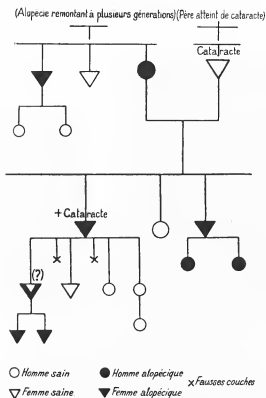 (Alopécie remontant à plusieurs générations) (Père atteint de cataracte)
Cataracte
+ Cataracte
(?)
× ×
Homme sain Homme alopécique × Fausses couches
Femme saine Femme alopécique